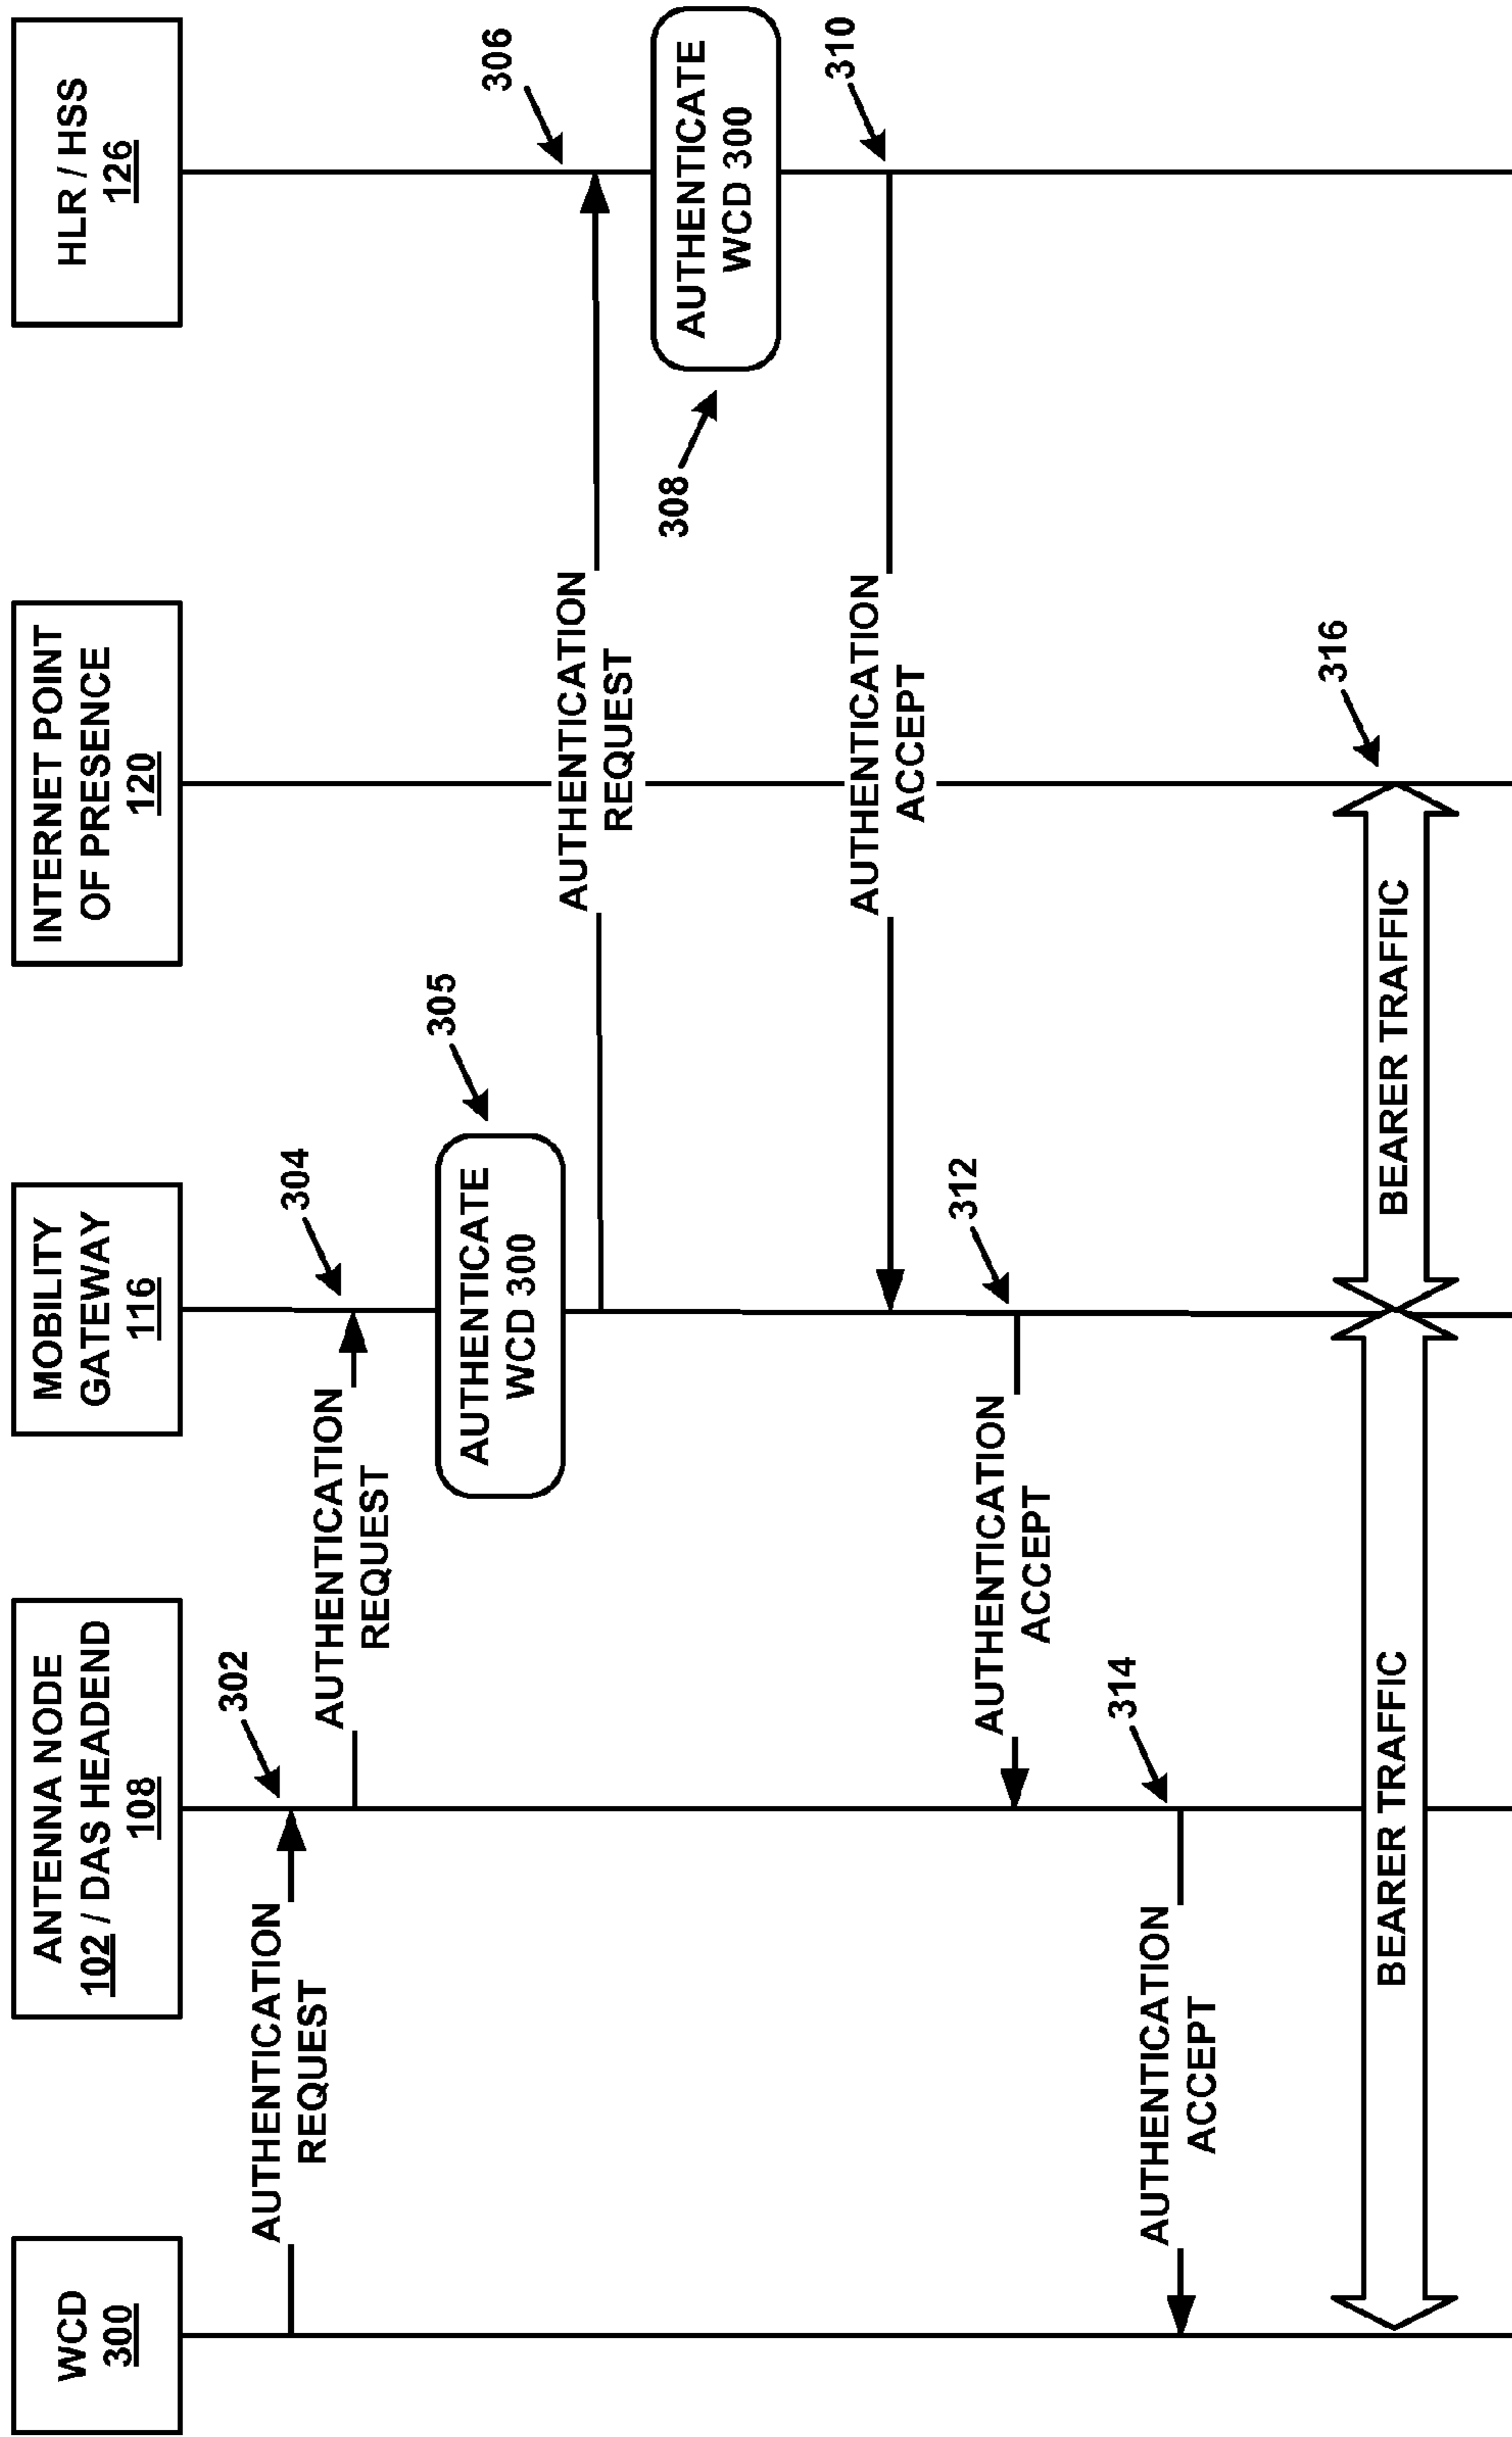 WCD
300
ANTENNA NODE
102 / DAS HEADEND
108
MOBILITY
GATEWAY
116
INTERNET POINT
OF PRESENCE
120
HLR / HSS
126
AUTHENTICATION
REQUEST
302
AUTHENTICATION
REQUEST
304
AUTHENTICATE
WCD 300
305
AUTHENTICATION
REQUEST
306
AUTHENTICATE
WCD 300
308
AUTHENTICATION
ACCEPT
310
AUTHENTICATION
ACCEPT
312
AUTHENTICATION
ACCEPT
314
BEARER TRAFFIC
BEARER TRAFFIC
316